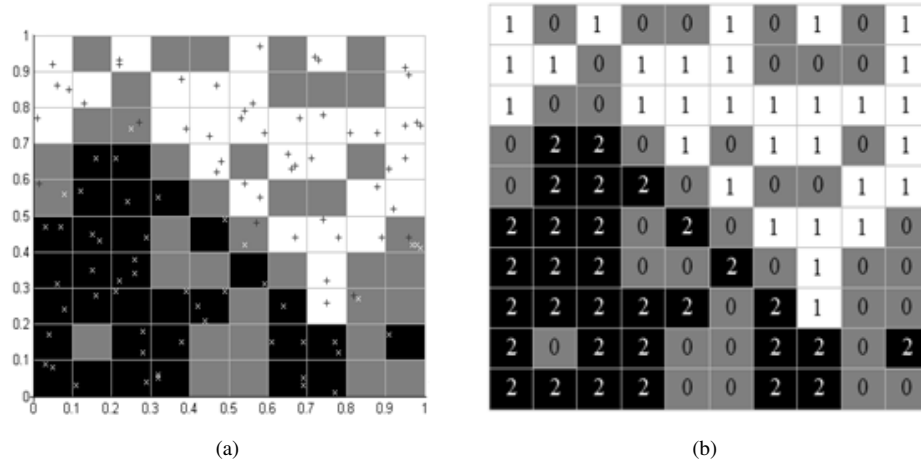 1
0.9
0.8
0.7
0.6
0.5
0.4
0.3
0.2
0.1
0
0 0.1 0.2 0.3 0.4 0.5 0.6 0.7 0.8 0.9 1
(a)
1 0 1 0 0 1 0 1 0 1
1 1 0 1 1 1 0 0 0 1
1 0 0 1 1 1 1 1 1 1
0 2 2 0 1 0 1 1 0 1
0 2 2 2 0 1 0 0 1 1
2 2 2 0 2 0 1 1 1 0
2 2 2 0 0 2 0 1 0 0
2 2 2 2 2 0 2 1 0 0
2 0 2 2 0 0 2 2 0 2
2 2 2 2 0 0 2 2 0 0
(b)